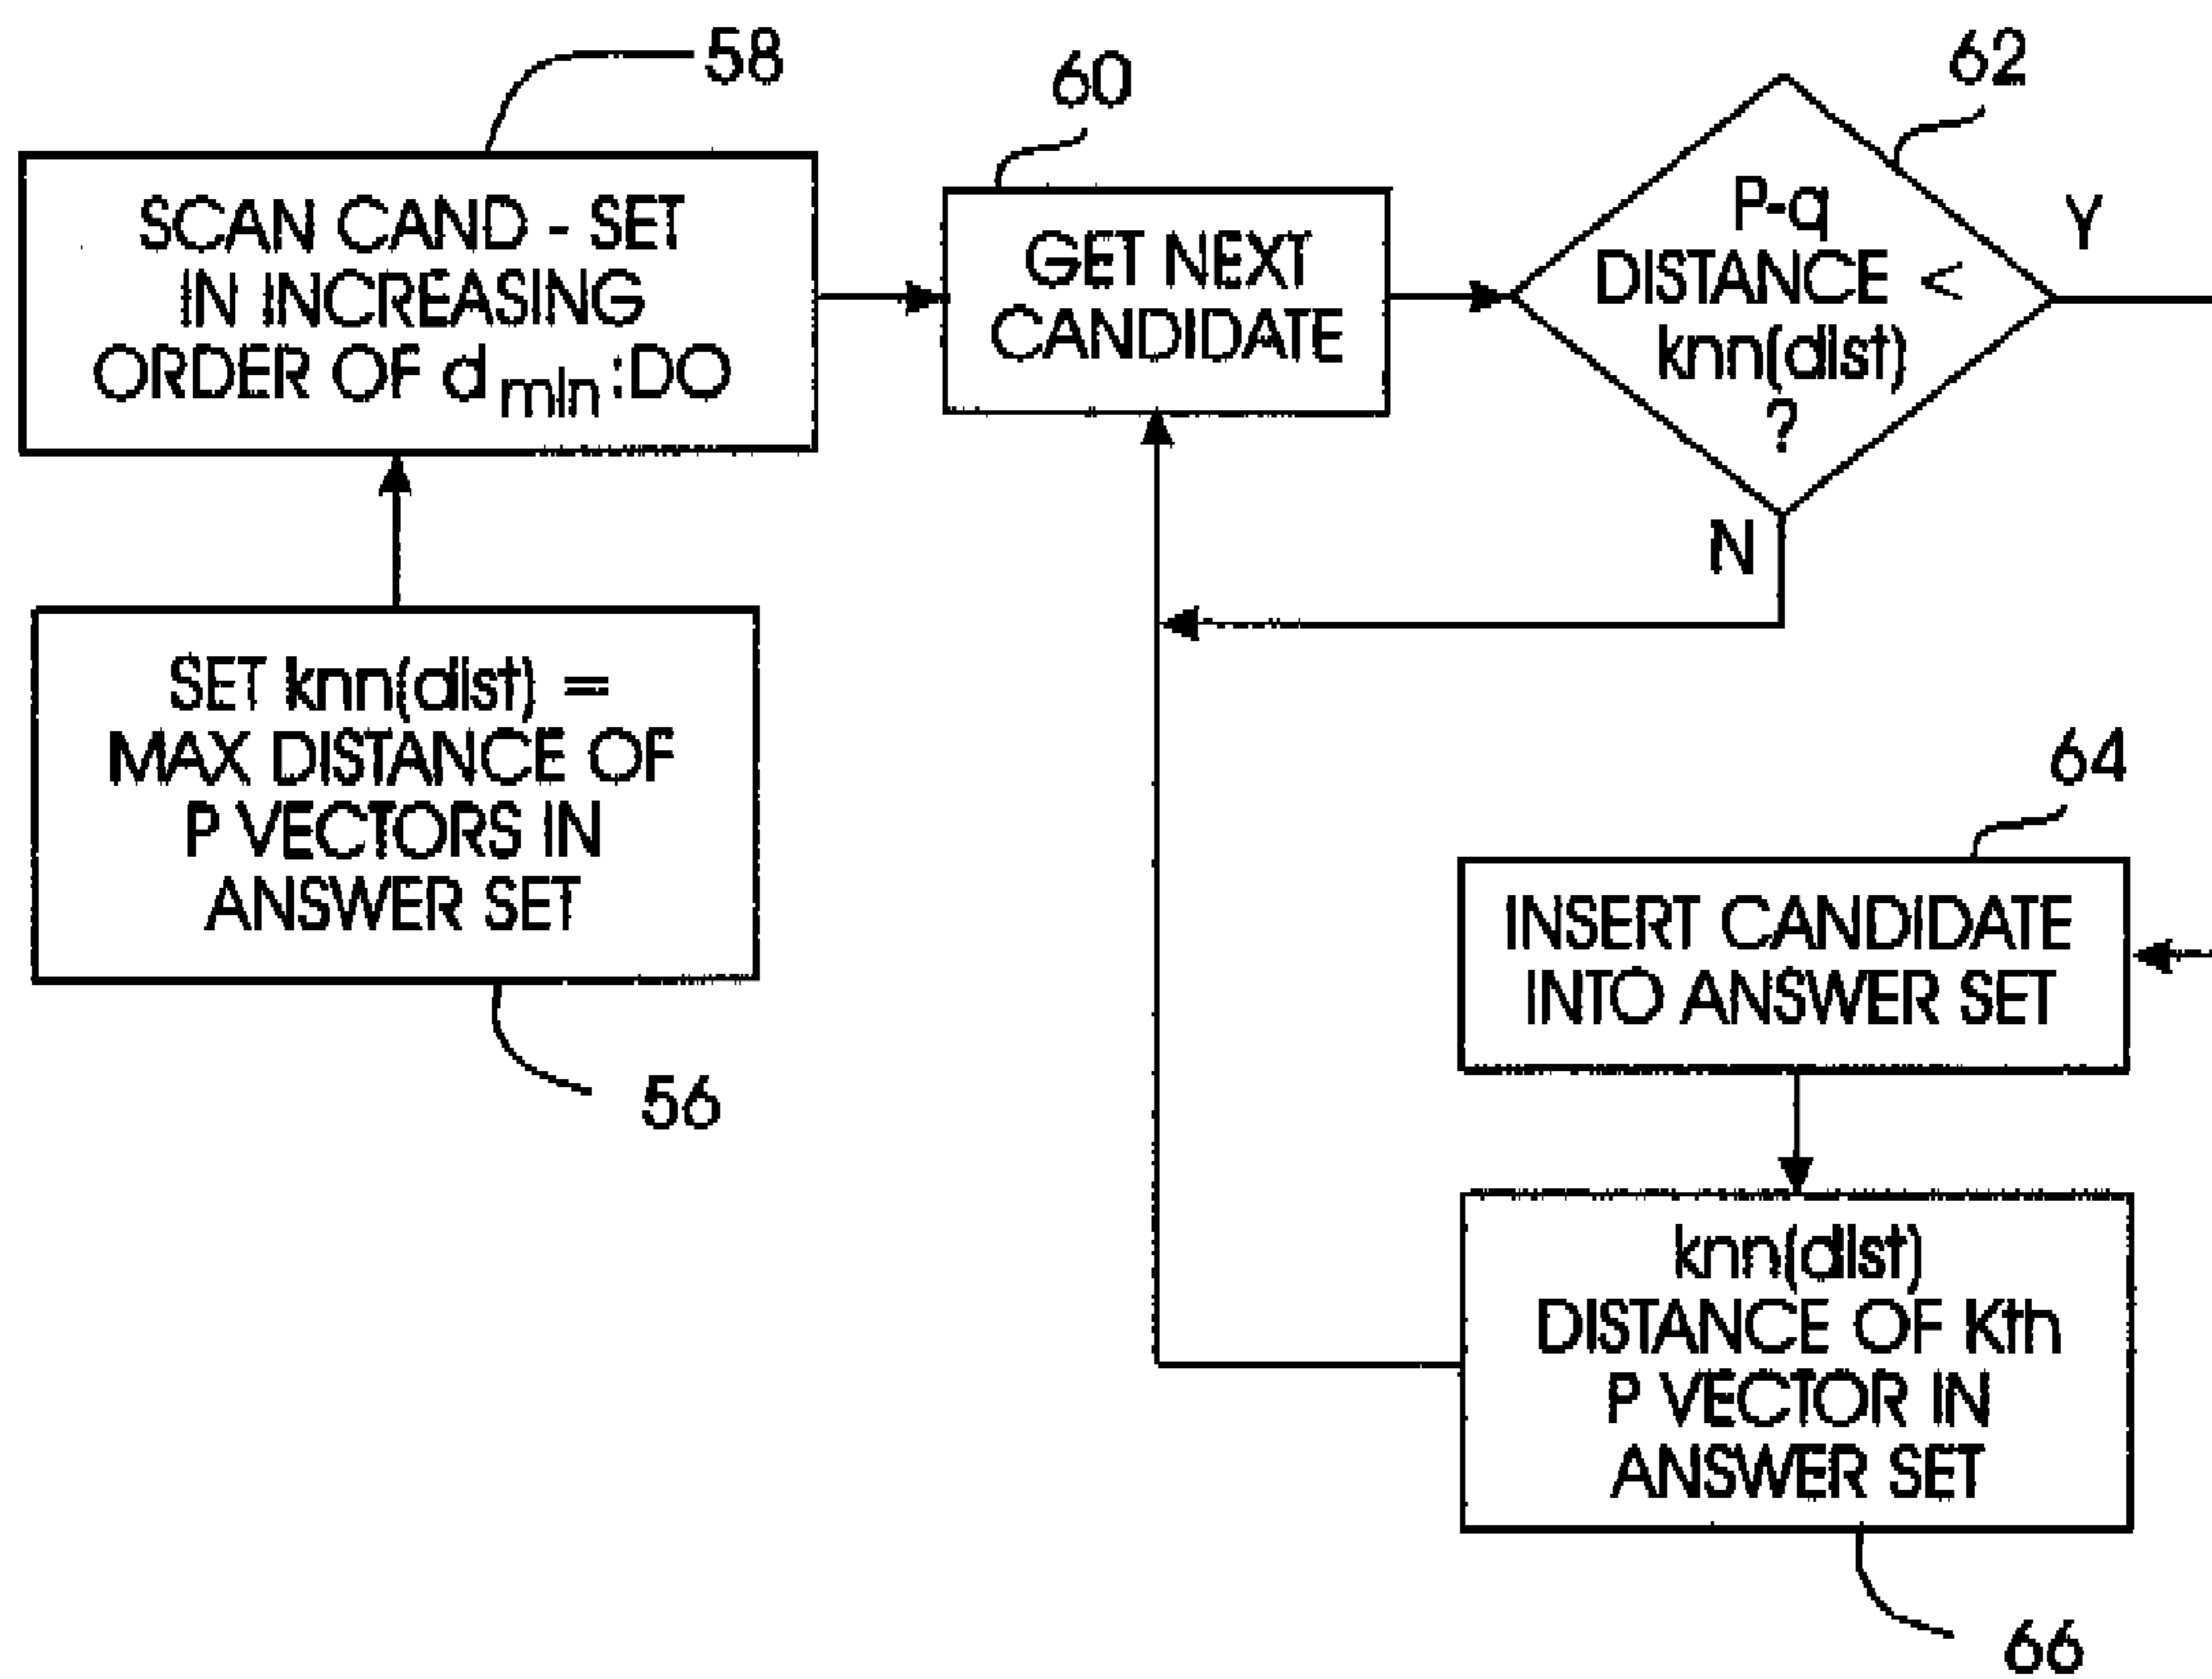 58
SCAN CAND - SET
IN INCREASING
ORDER OF d min :DO
60
GET NEXT
CANDIDATE
62
P-q
DISTANCE <
knn(dist)
?
Y
N
SET knn(dist) =
MAX DISTANCE OF
P VECTORS IN
ANSWER SET
56
64
INSERT CANDIDATE
INTO ANSWER SET
knn(dist)
DISTANCE OF Kth
P VECTOR IN
ANSWER SET
66